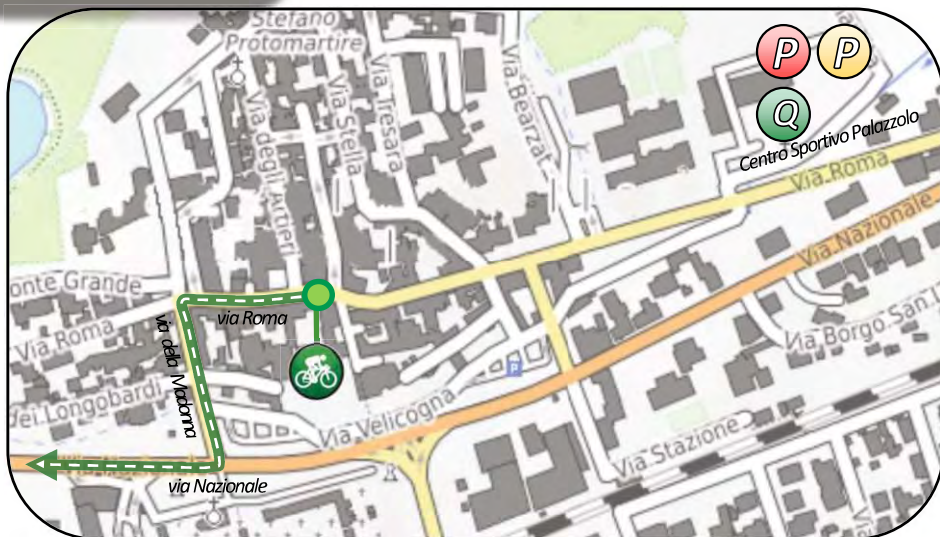 Stefano
Protomartire
P
P
Q
Centro Sportivo Palazzolo
Via degli Artieri
Via Stella
Via Tresara
Via Bearzat
Via Roma
Via Nazionale
onte Grande
via Roma
Via Roma
via della Madonna
Via Borgo San
dei Longobardi
P
Via Velicogna
Via Stazione
via Nazionale